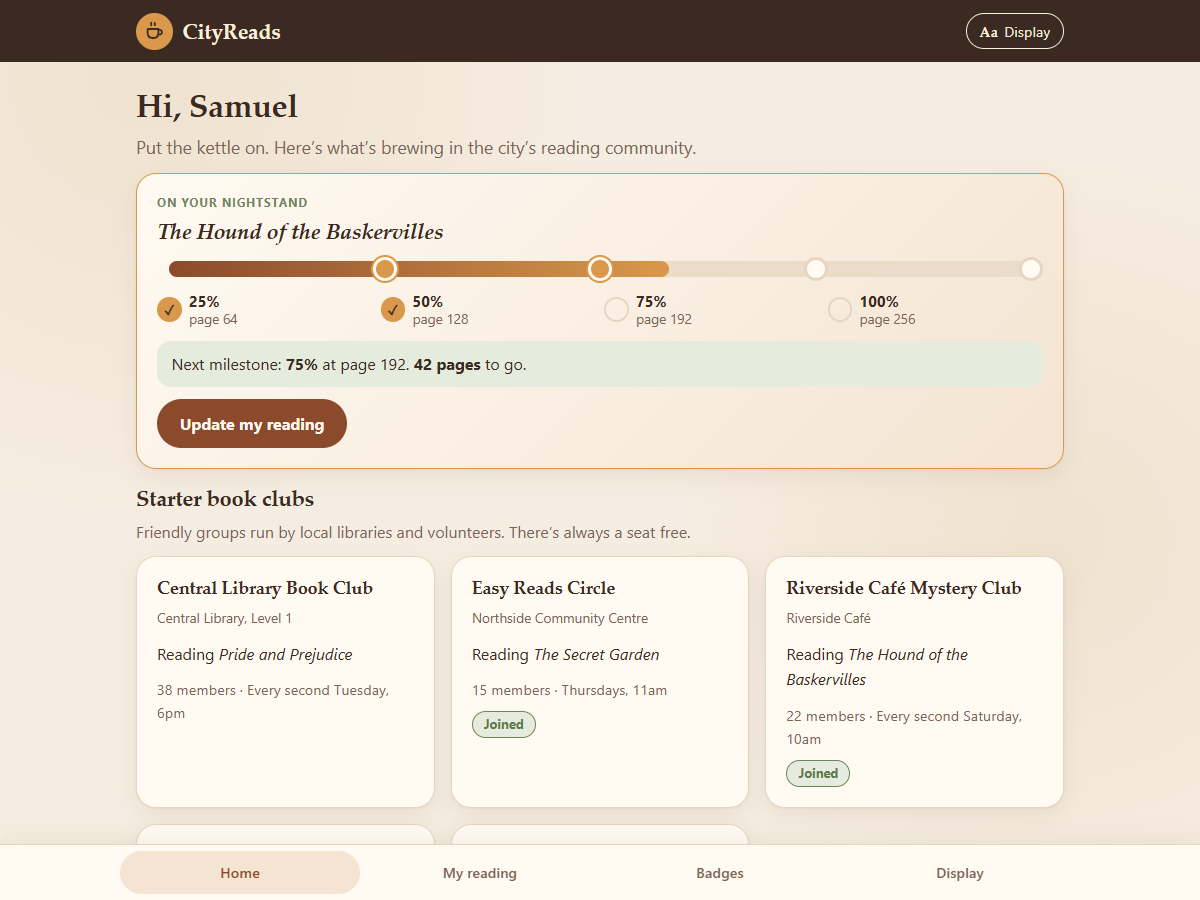 CityReads
Aa Display
Hi, Samuel
Put the kettle on. Here’s what’s brewing in the city’s reading community.
ON YOUR NIGHTSTAND
The Hound of the Baskervilles
25%
page 64
50%
page 128
75%
page 192
100%
page 256
Next milestone: 75% at page 192. 42 pages to go.
Update my reading
Starter book clubs
Friendly groups run by local libraries and volunteers. There’s always a seat free.
Central Library Book Club
Central Library, Level 1
Reading Pride and Prejudice
38 members · Every second Tuesday,
6pm
Easy Reads Circle
Northside Community Centre
Reading The Secret Garden
15 members · Thursdays, 11am
Joined
Riverside Café Mystery Club
Riverside Café
Reading The Hound of the
Baskervilles
22 members · Every second Saturday,
10am
Joined
Home
My reading
Badges
Display